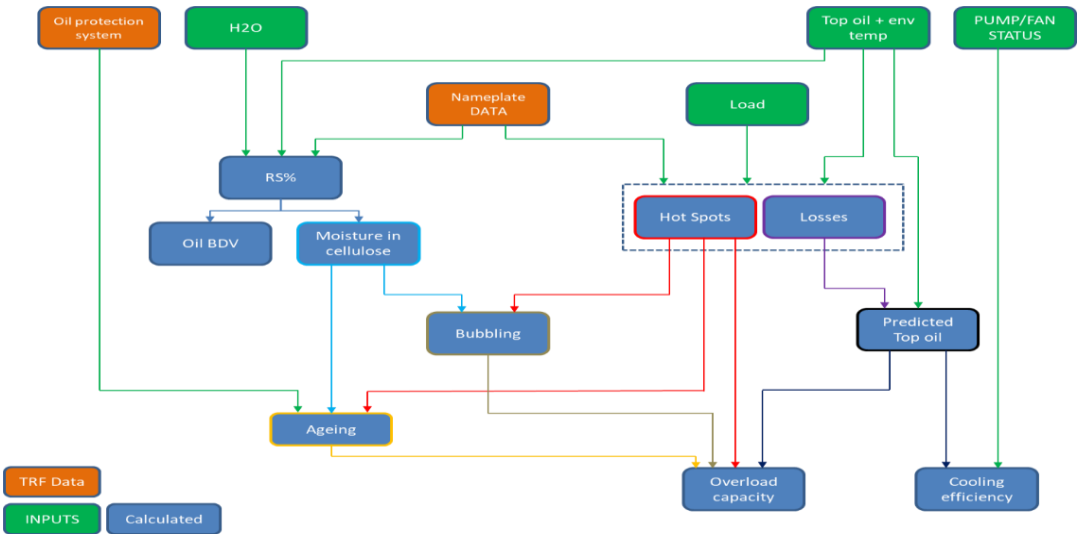 Oil protection
system
H2O
Top oil + env
temp
PUMP/FAN
STATUS
Nameplate
DATA
Load
RS%
Oil BDV
Moisture in
cellulose
Hot Spots
Losses
Bubbling
Predicted
Top oil
Ageing
TRF Data
INPUTS
Calculated
Overload
capacity
Cooling
efficiency